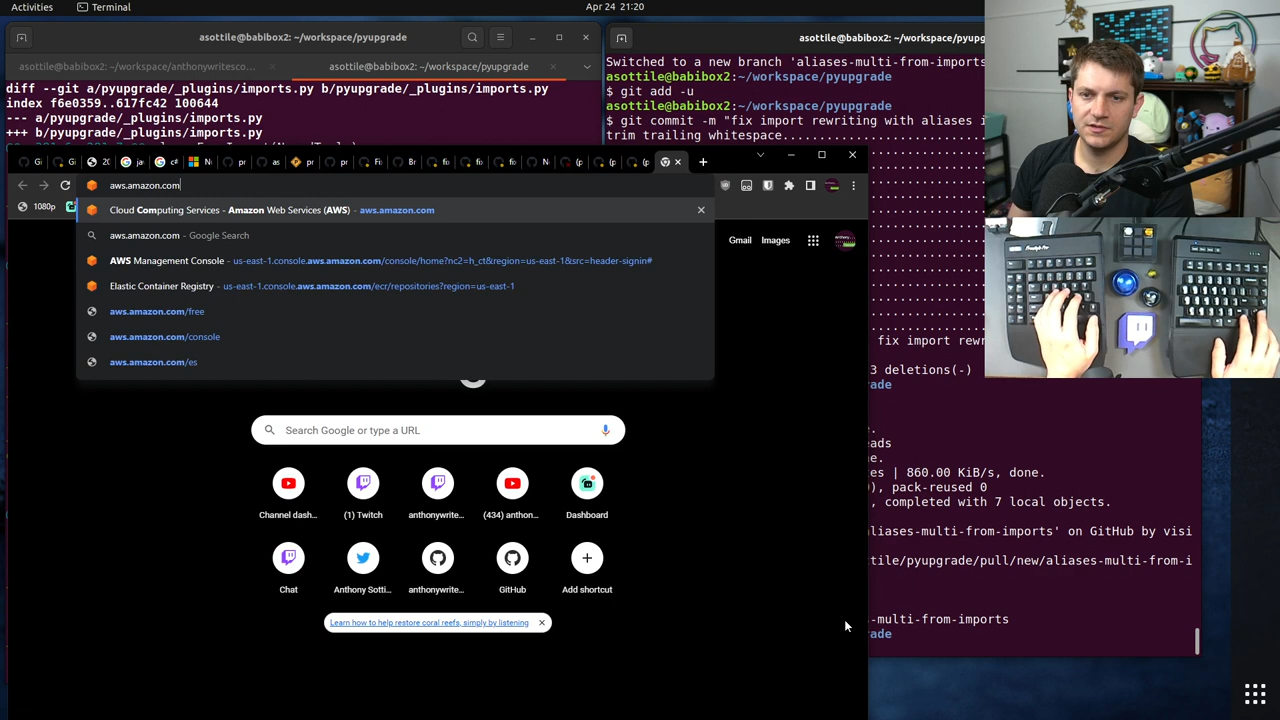 Activities
Terminal
Apr 24 21:20
asottile@babibox2: ~/workspace/pyupgrade
asottile@babibox2: ~/workspace/anthonywritesco...
asottile@babibox2: ~/workspace/pyupgrade
diff --git a/pyupgrade/_plugins/imports.py b/pyupgrade/_plugins/imports.py
index f6e0359..617fc42 100644
--- a/pyupgrade/_plugins/imports.py
+++ b/pyupgrade/_plugins/imports.py
asottile@babibox2: ~/workspace/pyupg
Switched to a new branch 'aliases-multi-from-imports
asottile@babibox2:~/workspace/pyupgrade
$ git add -u
asottile@babibox2:~/workspace/pyupgrade
$ git commit -m "fix import rewriting with aliases i
trim trailing whitespace
fix import rewr
3 deletions(-)
ade
.
ads
e.
es | 860.00 KiB/s, done.
), pack-reused 0
, completed with 7 local objects.
aliases-multi-from-imports' on GitHub by visi
tile/pyupgrade/pull/new/aliases-multi-from-i
-multi-from-imports
ade
aws.amazon.com
1080p
Cloud Computing Services - Amazon Web Services (AWS) - aws.amazon.com
aws.amazon.com - Google Search
AWS Management Console - us-east-1.console.aws.amazon.com/console/home?nc2=h_ct&region=us-east-1&src=header-signin#
Elastic Container Registry - us-east-1.console.aws.amazon.com/ecr/repositories?region=us-east-1
aws.amazon.com/free
aws.amazon.com/console
aws.amazon.com/es
Gmail
Images
Search Google or type a URL
Channel dash...
(1) Twitch
anthonywrite...
(434) anthon...
Dashboard
Chat
Anthony Sotti...
anthonywrite...
GitHub
Add shortcut
Learn how to help restore coral reefs, simply by listening